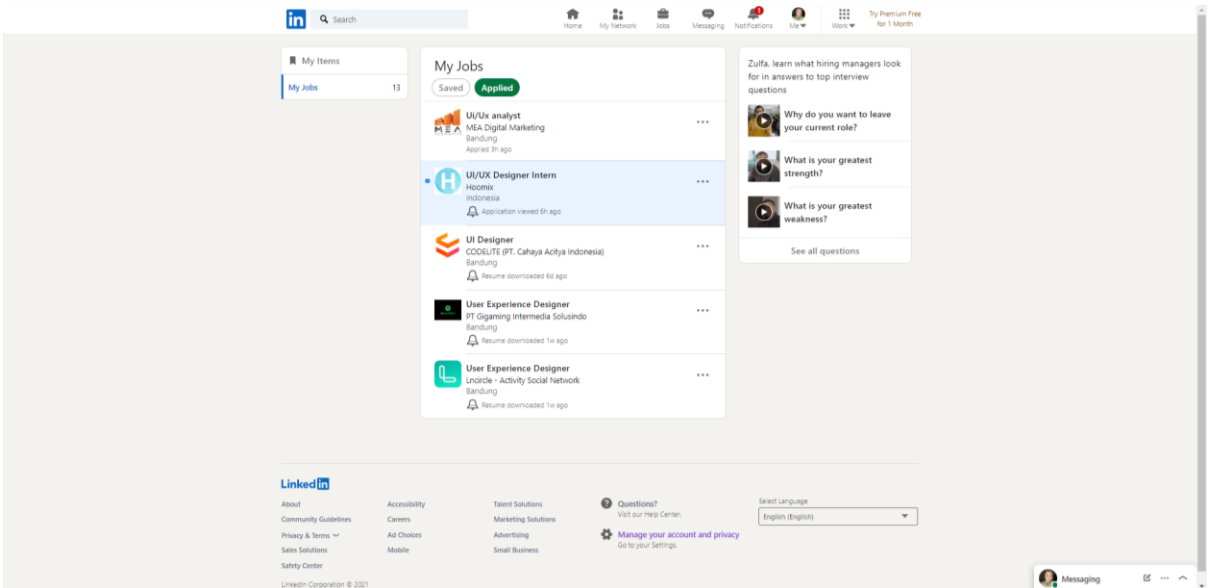 in
Search
Home
My Network
Jobs
Messaging
1
Notifications
Me
Work
Try Premium Free
for 1 Month
My Items
My Jobs 13
My Jobs
Saved Applied
MEA
Ui/Ux analyst
MEA Digital Marketing
Bandung
Applied 3h ago
H
UI/UX Designer Intern
Hoomix
Indonesia
Application viewed 6h ago
UI Designer
CODELITE (PT. Cahaya Acitya Indonesia)
Bandung
Resume downloaded 6d ago
User Experience Designer
PT Gigaming Intermedia Solusindo
Bandung
Resume downloaded 1w ago
User Experience Designer
Lncircle - Activity Social Network
Bandung
Resume downloaded 1w ago
Zulfa, learn what hiring managers look
for in answers to top interview
questions
Why do you want to leave
your current role?
What is your greatest
strength?
What is your greatest
weakness?
See all questions
Linked in
About
Community Guidelines
Privacy & Terms
Sales Solutions
Safety Center
Accessibility
Careers
Ad Choices
Mobile
Talent Solutions
Marketing Solutions
Advertising
Small Business
Questions?
Visit our Help Center.
Manage your account and privacy
Go to your Settings.
Select Language
English (English)
LinkedIn Corporation © 2021
Messaging